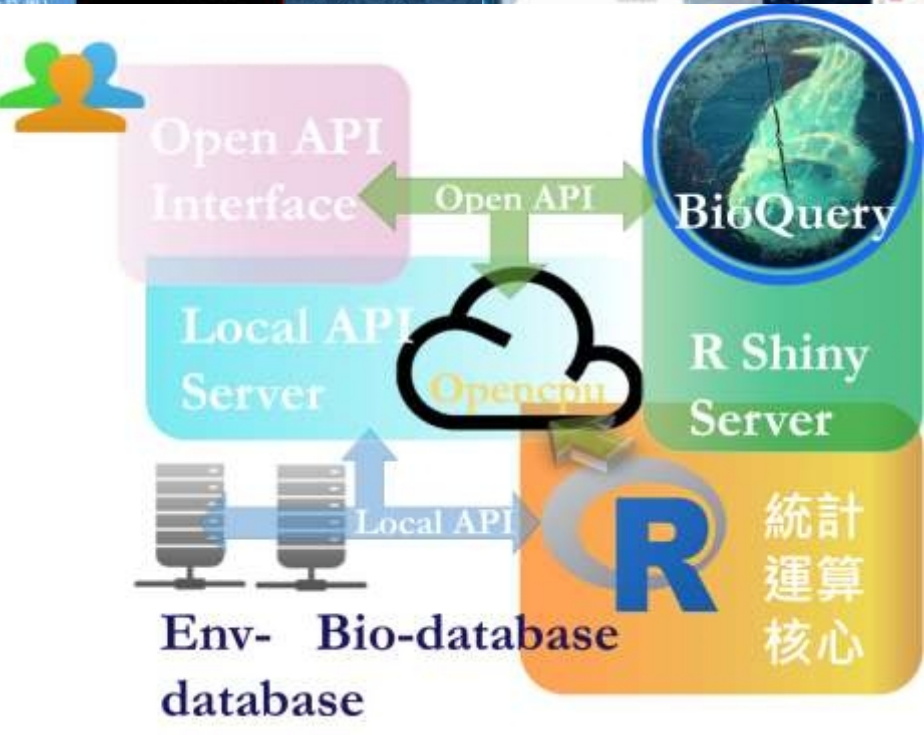 Open API
Interface
Open API
BioQuery
Local API
Server
Opencpu
R Shiny
Server
Local API
R
統計
運算
核心
Env-
database
Bio-database